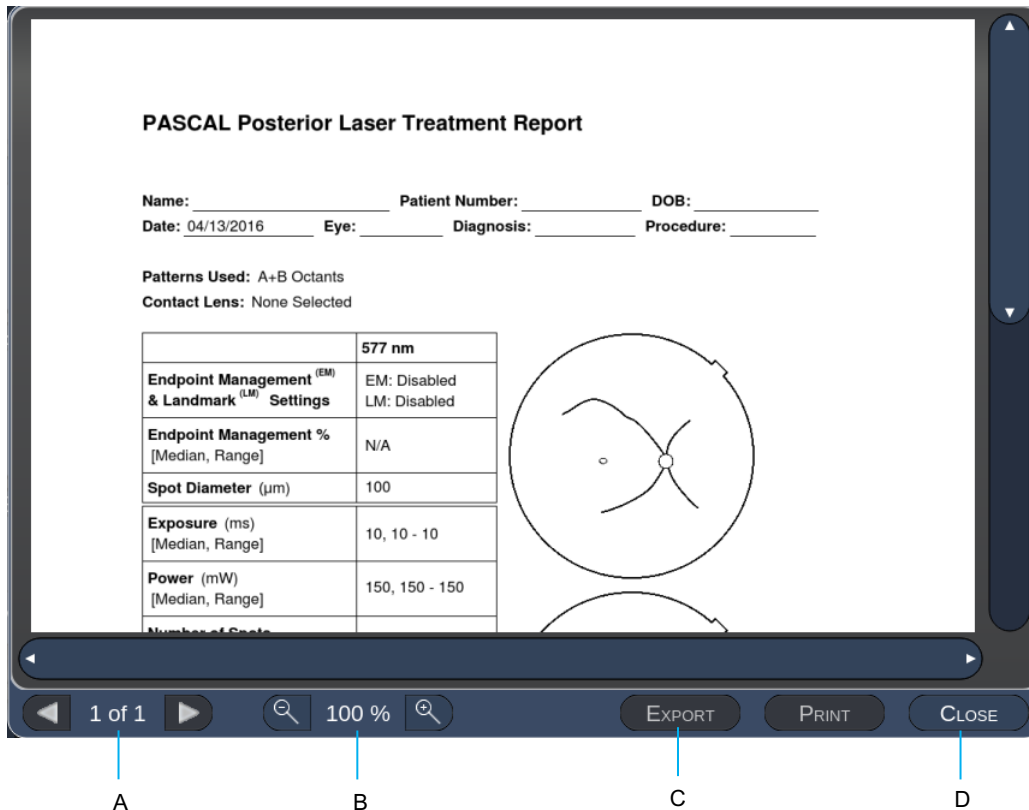 PASCAL Posterior Laser Treatment Report
Name: Patient Number: DOB:
Date: 04/13/2016 Eye: Diagnosis: Procedure:
Patterns Used: A+B Octants
Contact Lens: None Selected
577 nm
Endpoint Management (EM)
& Landmark (LM) Settings
EM: Disabled
LM: Disabled
Endpoint Management %
[Median, Range]
N/A
Spot Diameter (µm)
100
Exposure (ms)
[Median, Range]
10, 10 - 10
Power (mW)
[Median, Range]
150, 150 - 150
Number of Spots
1 of 1
100 %
EXPORT
PRINT
CLOSE
A
B
C
D